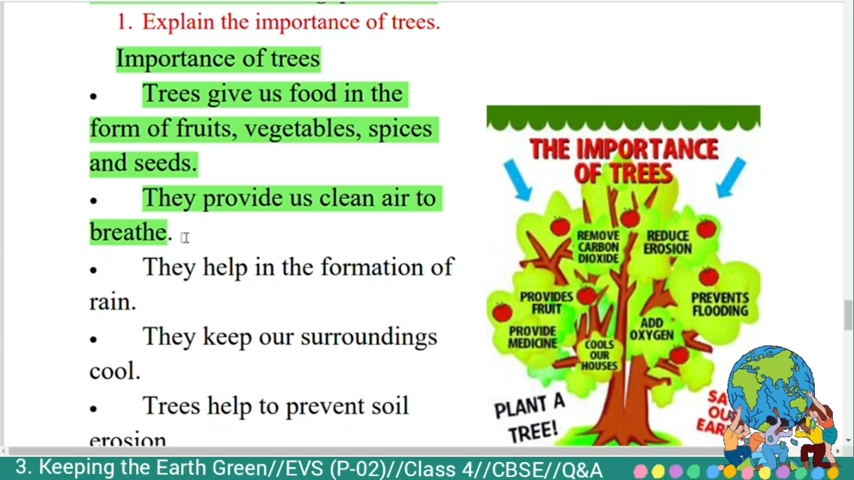 1. Explain the importance of trees.
Importance of trees
• Trees give us food in the
form of fruits, vegetables, spices
and seeds.
• They provide us clean air to
breathe.
• They help in the formation of
rain.
• They keep our surroundings
cool.
• Trees help to prevent soil
erosion
THE IMPORTANCE
OF TREES
REMOVE
CARBON
DIOXIDE
REDUCE
EROSION
PROVIDES
FRUIT
PREVENTS
FLOODING
PROVIDE
MEDICINE
ADD
OXYGEN
COOLS
OUR
HOUSES
PLANT A
TREE!
3. Keeping the Earth Green//EVS (P-02)//Class 4//CBSE//Q&A